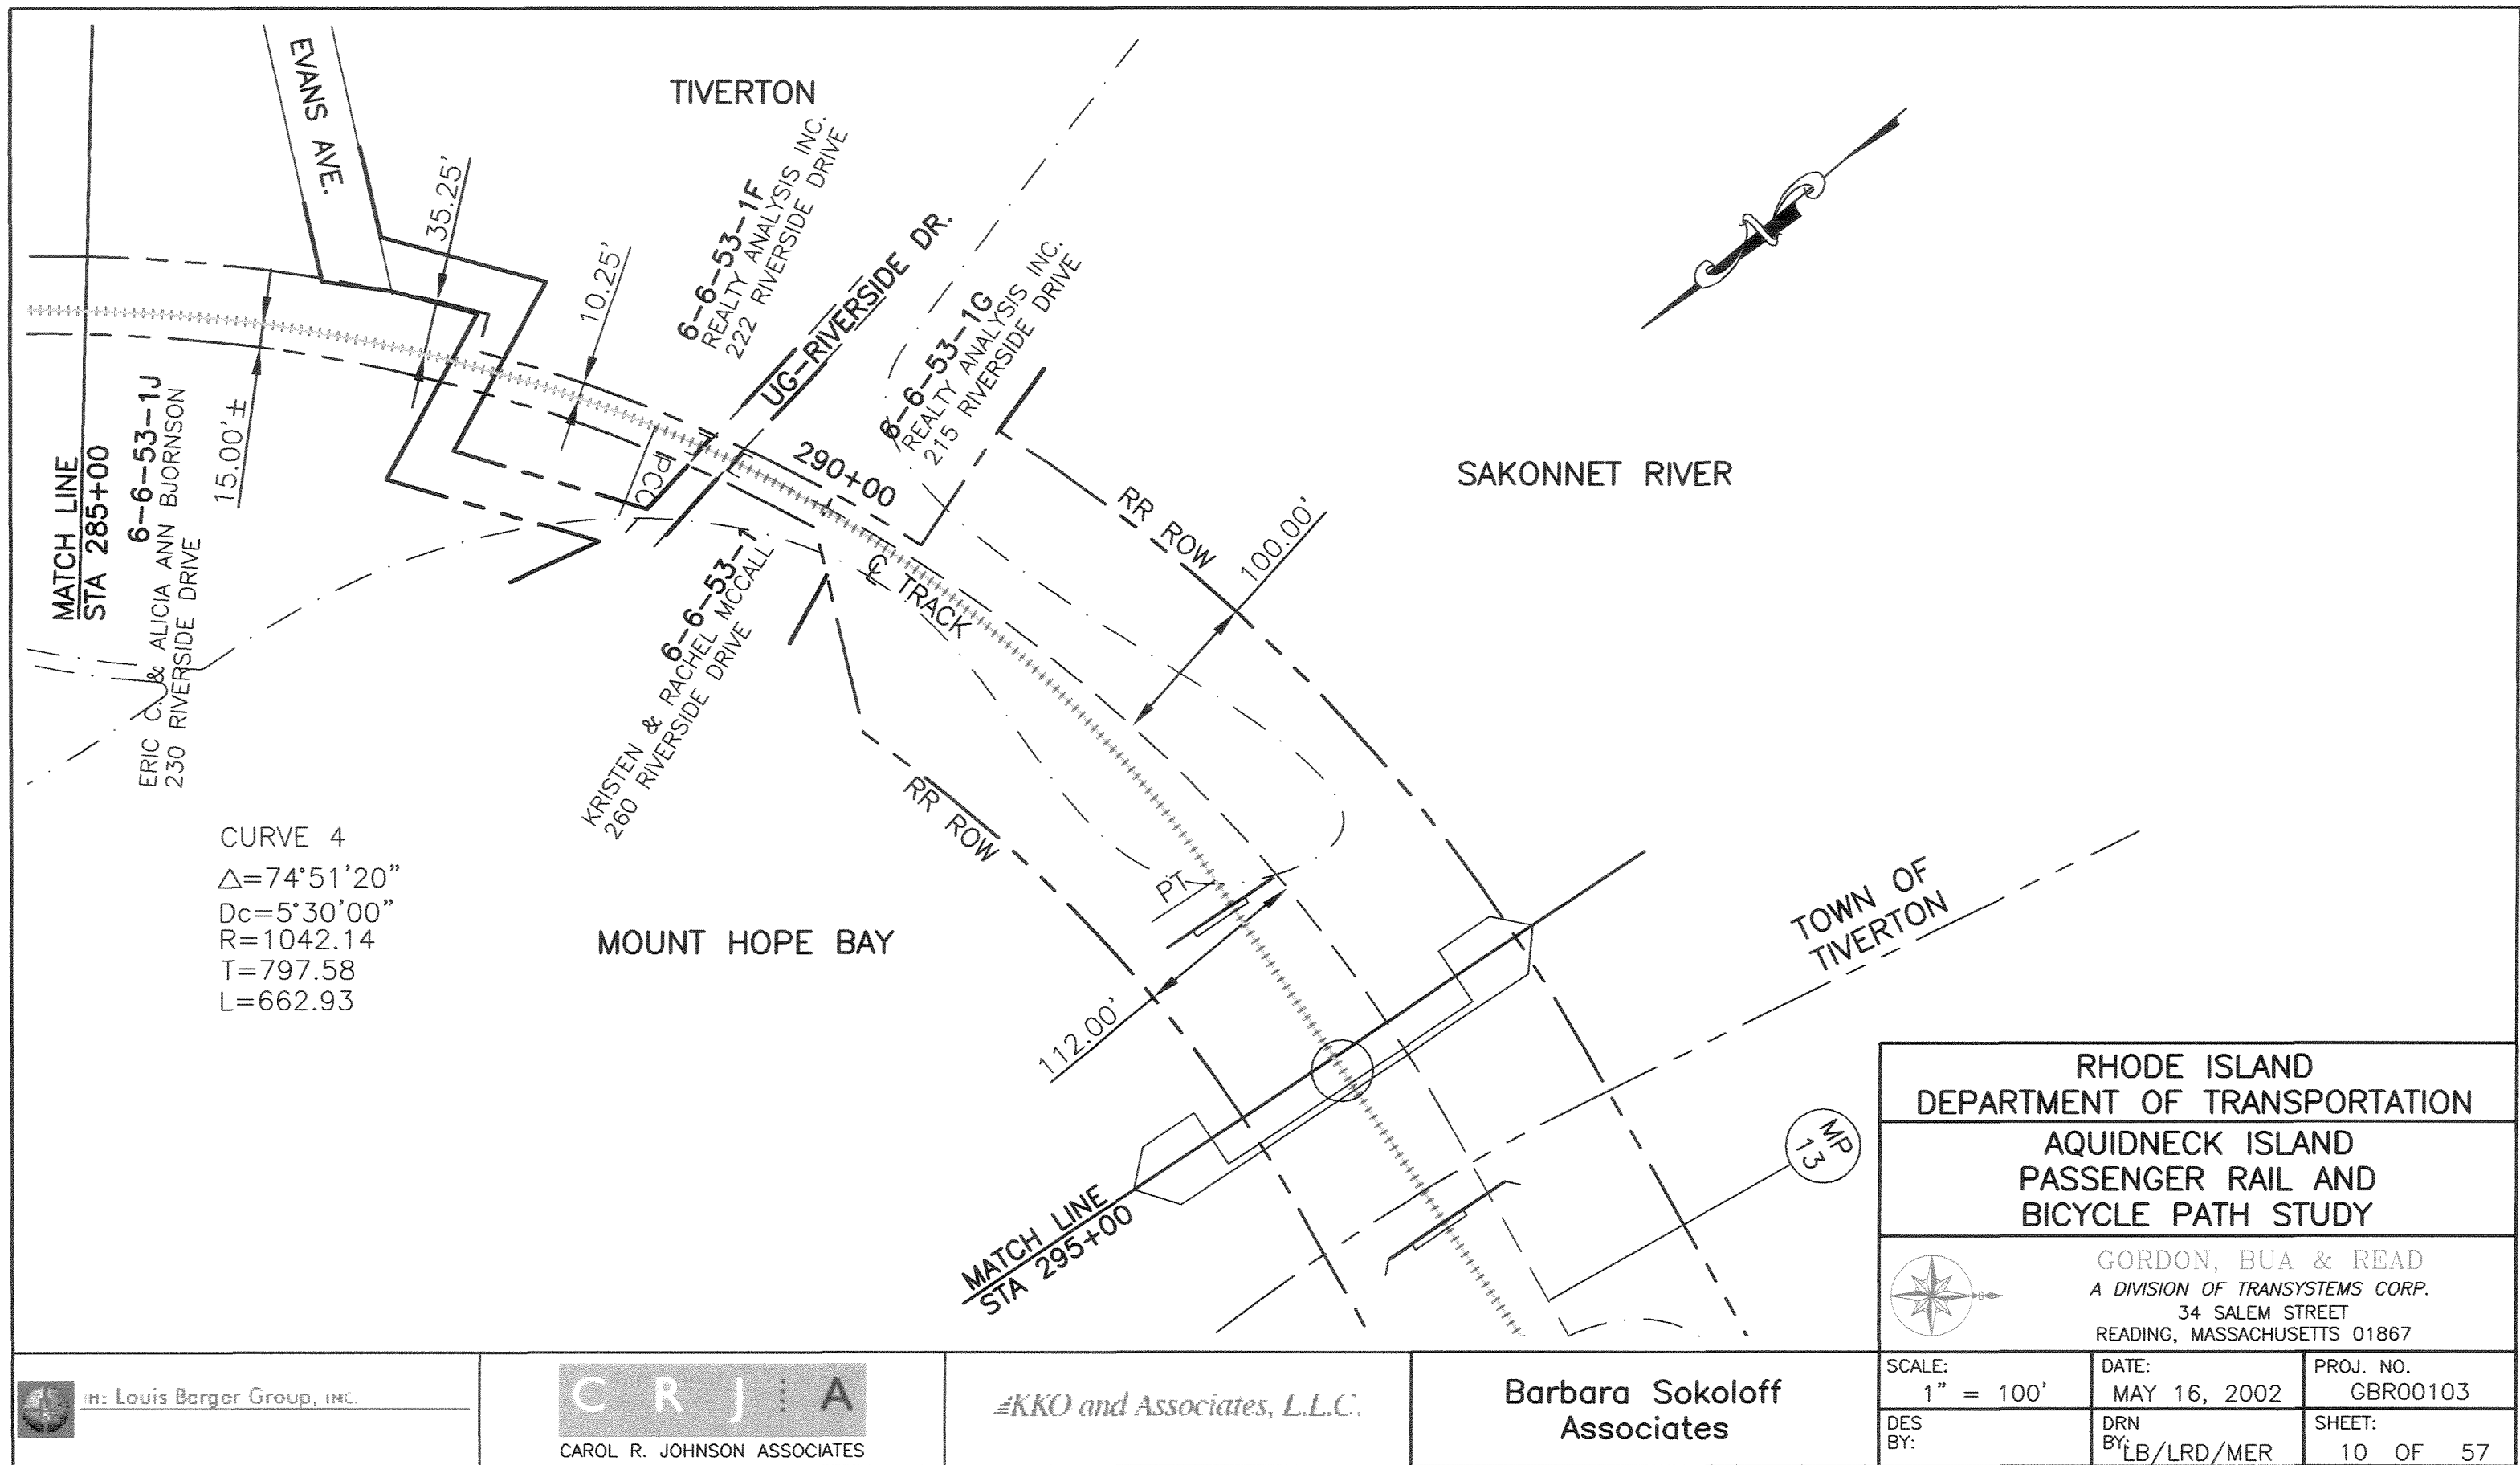 EVANS AVE.
TIVERTON
35.25'
10.25'
6-6-53-1F
REALTY ANALYSIS INC.
222 RIVERSIDE DRIVE
UG-RIVERSIDE DR.
6-6-53-1G
REALTY ANALYSIS INC.
215 RIVERSIDE DRIVE
SAKONNET RIVER
MATCH LINE
STA 285+00
6-6-53-1J
ERIC C. & ALICIA ANN BJORNSON
230 RIVERSIDE DRIVE
15.00'±
PCC
290+00
RR ROW
100.00'
℄ TRACK
6-6-53-1
KRISTEN & RACHEL MCCALL
260 RIVERSIDE DRIVE
RR ROW
CURVE 4
△=74°51'20"
Dc=5°30'00"
R=1042.14
T=797.58
L=662.93
MOUNT HOPE BAY
PT
112.00'
TOWN OF
TIVERTON
MP
13
MATCH LINE
STA 295+00
RHODE ISLAND
DEPARTMENT OF TRANSPORTATION
AQUIDNECK ISLAND
PASSENGER RAIL AND
BICYCLE PATH STUDY
GORDON, BUA & READ
A DIVISION OF TRANSYSTEMS CORP.
34 SALEM STREET
READING, MASSACHUSETTS 01867
Louis Berger Group, INC.
C R J A
CAROL R. JOHNSON ASSOCIATES
KKO and Associates, L.L.C.
Barbara Sokoloff
Associates
SCALE:
1" = 100'
DATE:
MAY 16, 2002
PROJ. NO.
GBR00103
DES
BY:
DRN
BY: LB/LRD/MER
SHEET:
10 OF 57